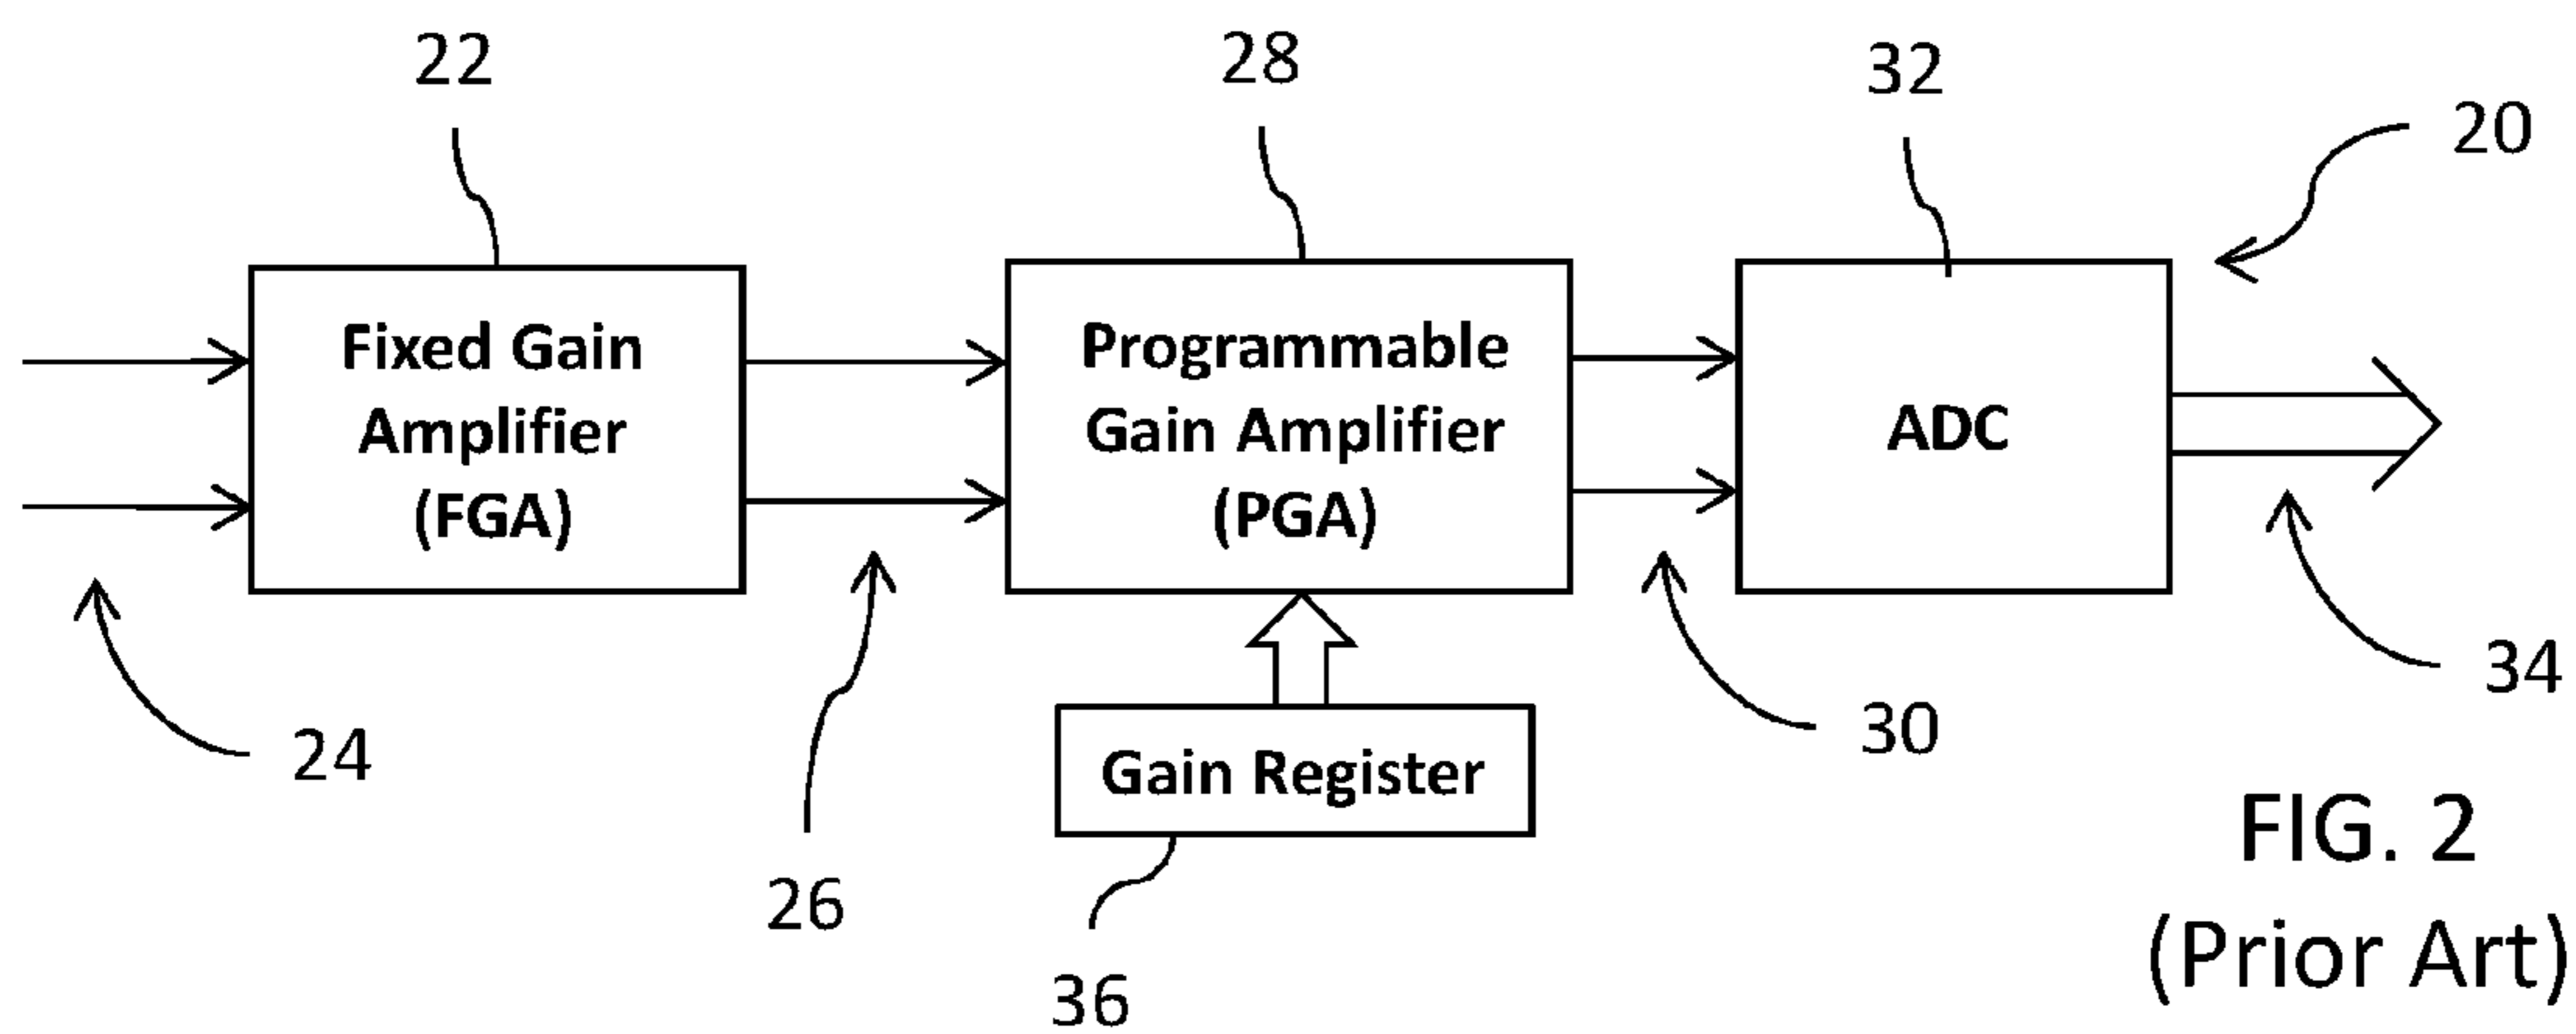 22
28
32
20
Fixed Gain
Amplifier
(FGA)
Programmable
Gain Amplifier
(PGA)
ADC
24
26
Gain Register
30
34
36
FIG. 2
(Prior Art)